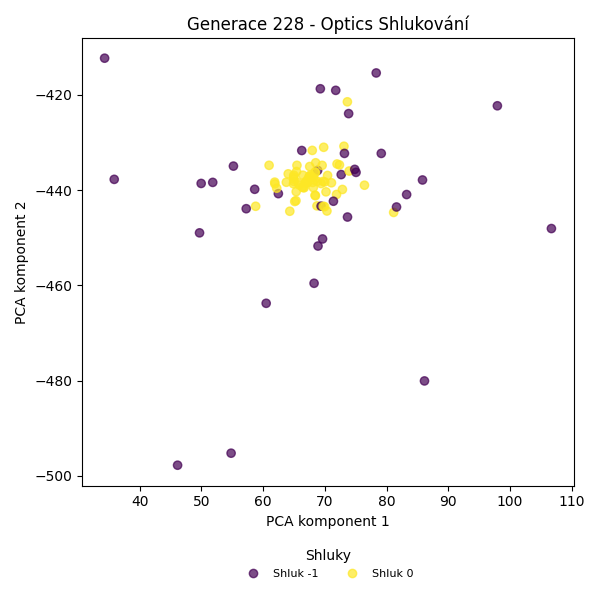 Generace 228 - Optics Shlukování
PCA komponent 2
−420
−440
−460
−480
−500
40 50 60 70 80 90 100 110
PCA komponent 1
Shluky
Shluk -1 Shluk 0